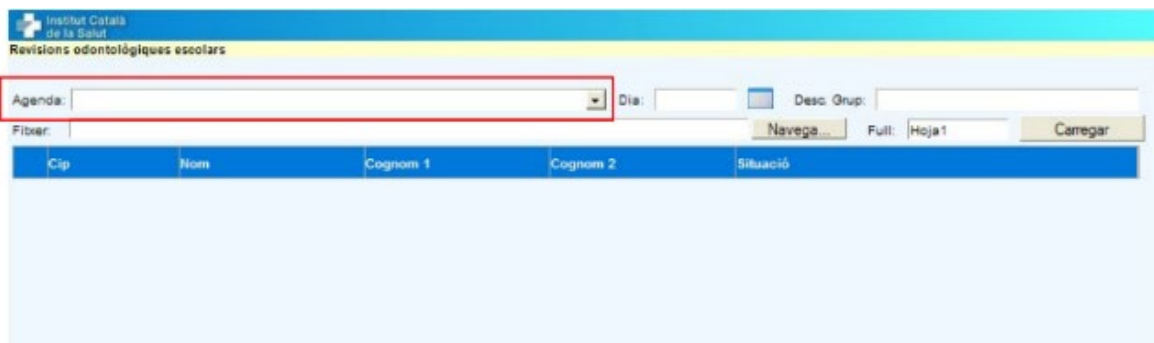 Institut Català
de la Salut
Revisions odontològiques escolars
Agenda: Dia: Desc. Grup:
Fitxer: Navega... Full: Hoja1 Carregar
Cip Nom Cognom 1 Cognom 2 Situació